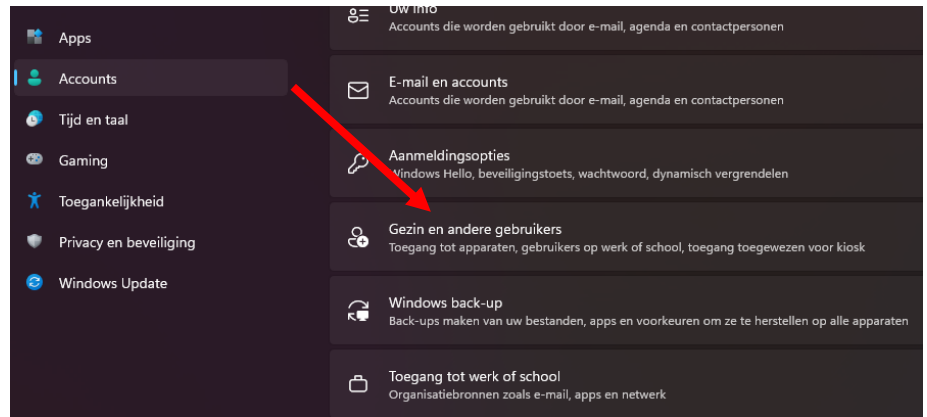 Apps
Accounts
Tijd en taal
Gaming
Toegankelijkheid
Privacy en beveiliging
Windows Update
Uw info
Accounts die worden gebruikt door e-mail, agenda en contactpersonen
E-mail en accounts
Accounts die worden gebruikt door e-mail, agenda en contactpersonen
Aanmeldingsopties
Windows Hello, beveiligingstoets, wachtwoord, dynamisch vergrendelen
Gezin en andere gebruikers
Toegang tot apparaten, gebruikers op werk of school, toegang toegewezen voor kiosk
Windows back-up
Back-ups maken van uw bestanden, apps en voorkeuren om ze te herstellen op alle apparaten
Toegang tot werk of school
Organisatiebronnen zoals e-mail, apps en netwerk